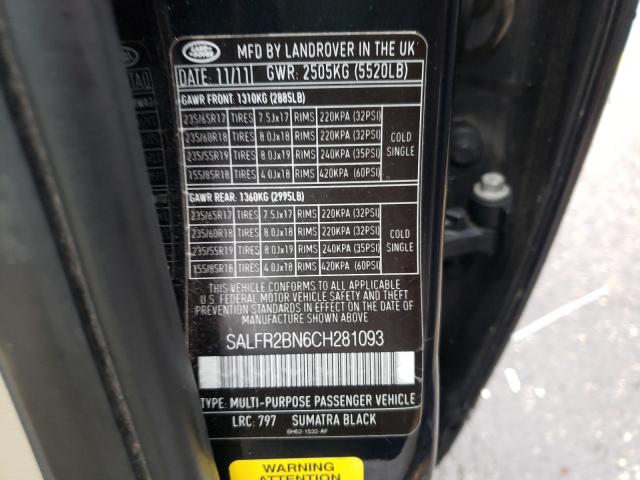 LAND ROVER
MFD BY LANDROVER IN THE UK
DATE: 11/11 GWR: 2505KG (5520LB)
GAWR FRONT: 1310KG (2885LB)
235/65R17 TIRES 7.5Jx17 RIMS 220KPA (32PSI)
235/60R18 TIRES 8.0Jx18 RIMS 220KPA (32PSI)
235/55R19 TIRES 8.0Jx19 RIMS 240KPA (35PSI)
155/85R18 TIRES 4.0Jx18 RIMS 420KPA (60PSI)
COLD
SINGLE
GAWR REAR: 1360KG (2995LB)
235/65R17 TIRES 7.5Jx17 RIMS 220KPA (32PSI)
235/60R18 TIRES 8.0Jx18 RIMS 220KPA (32PSI)
235/55R19 TIRES 8.0Jx19 RIMS 240KPA (35PSI)
155/85R18 TIRES 4.0Jx18 RIMS 420KPA (60PSI)
COLD
SINGLE
THIS VEHICLE CONFORMS TO ALL APPLICABLE
U.S. FEDERAL MOTOR VEHICLE SAFETY AND THEFT
PREVENTION STANDARDS IN EFFECT ON THE DATE OF
MANUFACTURE SHOWN ABOVE.
SALFR2BN6CH281093
TYPE: MULTI-PURPOSE PASSENGER VEHICLE
LRC: 797 SUMATRA BLACK
6H52-1532-AF
WARNING
ATTENTION